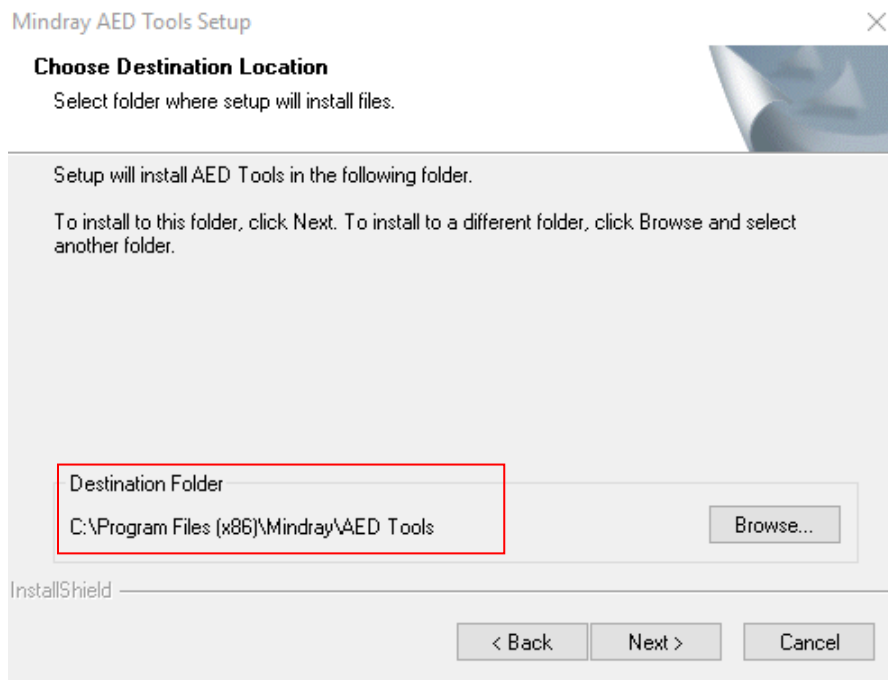 Mindray AED Tools Setup
Choose Destination Location
Select folder where setup will install files.
Setup will install AED Tools in the following folder.
To install to this folder, click Next. To install to a different folder, click Browse and select
another folder.
Destination Folder
C:\Program Files (x86)\Mindray\AED Tools
Browse...
InstallShield
< Back
Next >
Cancel